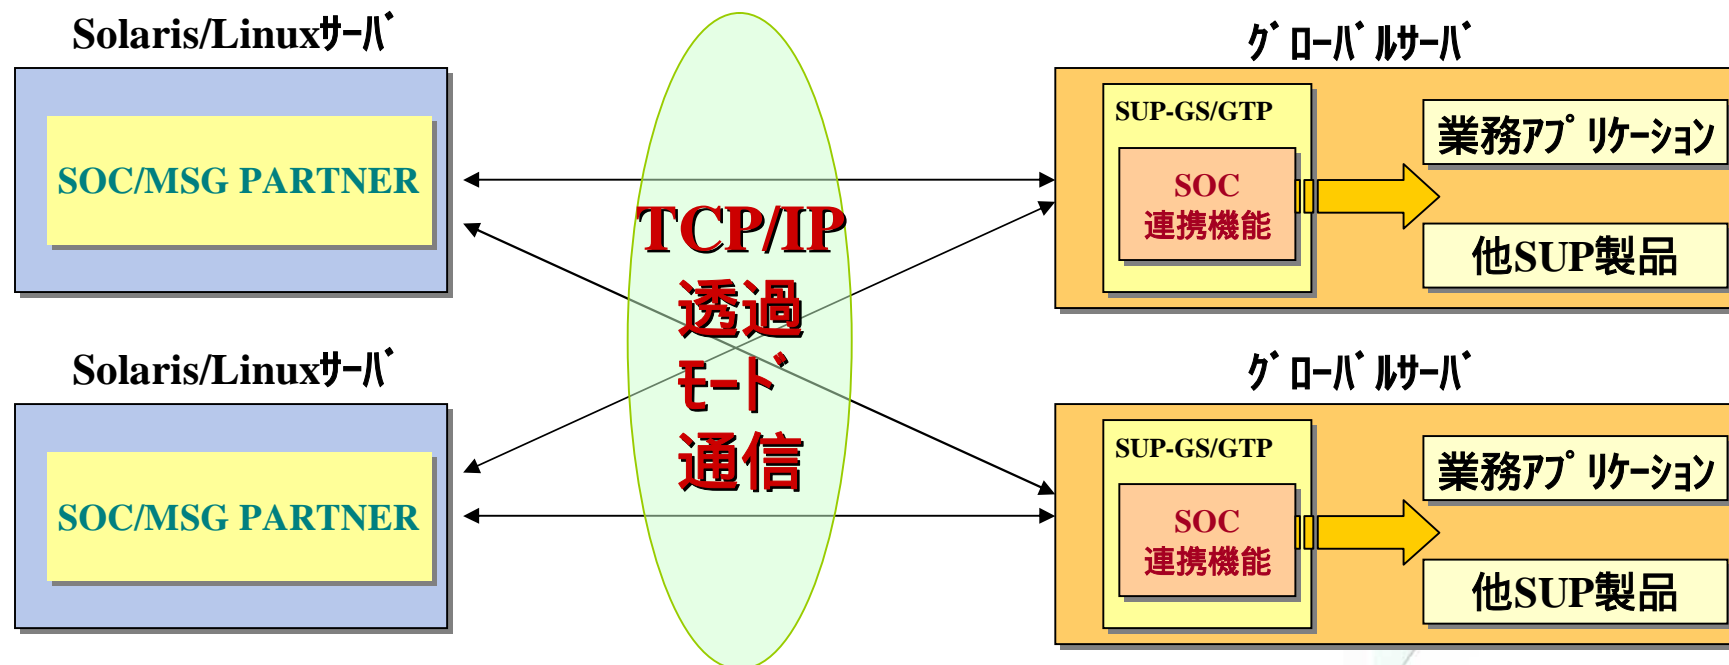 Solaris/Linuxｻｰﾊﾞ
SOC/MSG PARTNER
TCP/IP
透過
ﾓｰﾄﾞ
通信
ｸﾞﾛｰﾊﾞﾙｻｰﾊﾞ
SUP-GS/GTP
SOC
連携機能
業務ｱﾌﾟﾘｹｰｼｮﾝ
他SUP製品
Solaris/Linuxｻｰﾊﾞ
SOC/MSG PARTNER
ｸﾞﾛｰﾊﾞﾙｻｰﾊﾞ
SUP-GS/GTP
SOC
連携機能
業務ｱﾌﾟﾘｹｰｼｮﾝ
他SUP製品